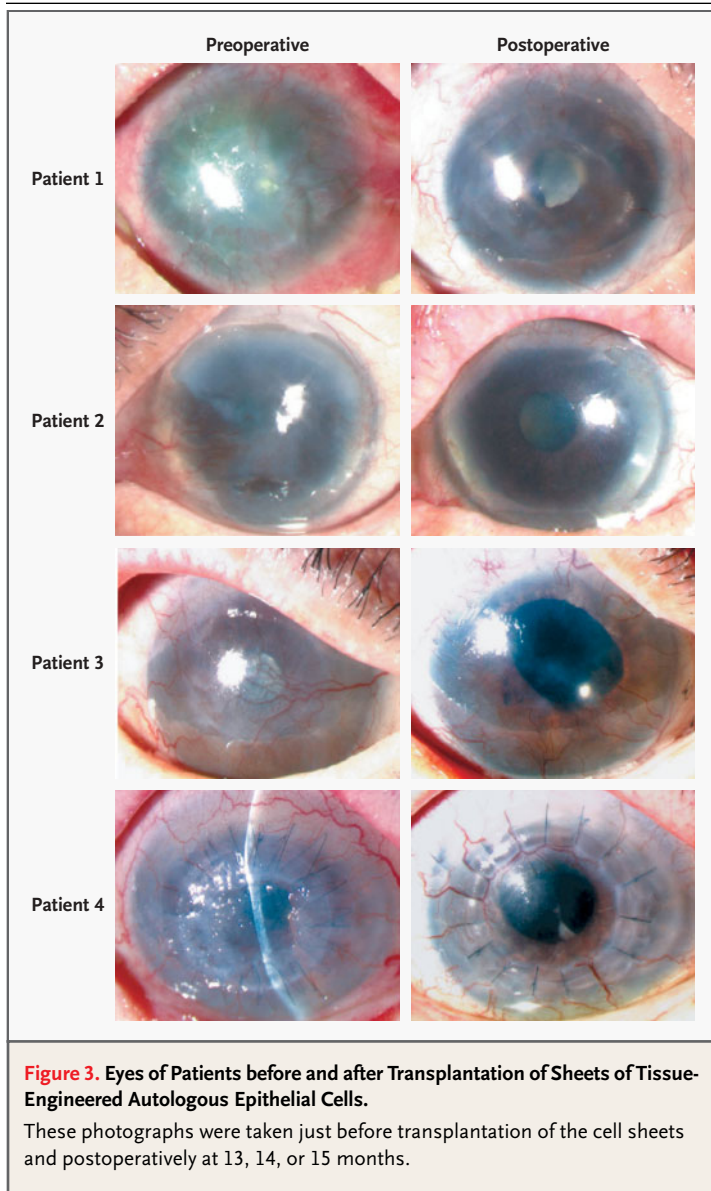 Preoperative
Postoperative
Patient 1
Patient 2
Patient 3
Patient 4
Figure 3. Eyes of Patients before and after Transplantation of Sheets of Tissue-
Engineered Autologous Epithelial Cells.
These photographs were taken just before transplantation of the cell sheets
and postoperatively at 13, 14, or 15 months.